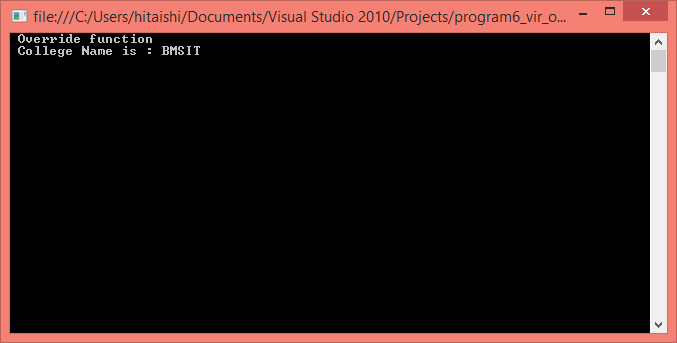 file:///C:/Users/hitaishi/Documents/Visual Studio 2010/Projects/program6_vir_o...
Override function
College Name is : BMSIT